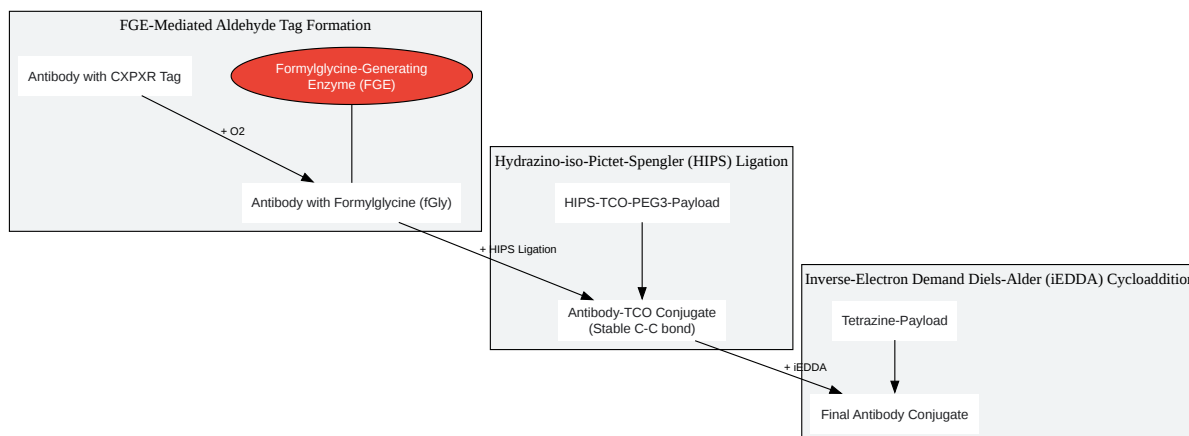 FGE-Mediated Aldehyde Tag Formation
Antibody with CXPXR Tag
Formylglycine-Generating
Enzyme (FGE)
+ O2
Antibody with Formylglycine (fGly)
Hydrazino-iso-Pictet-Spengler (HIPS) Ligation
HIPS-TCO-PEG3-Payload
+ HIPS Ligation
Antibody-TCO Conjugate
(Stable C-C bond)
Inverse-Electron Demand Diels-Alder (iEDDA) Cycloaddition
Tetrazine-Payload
+ iEDDA
Final Antibody Conjugate